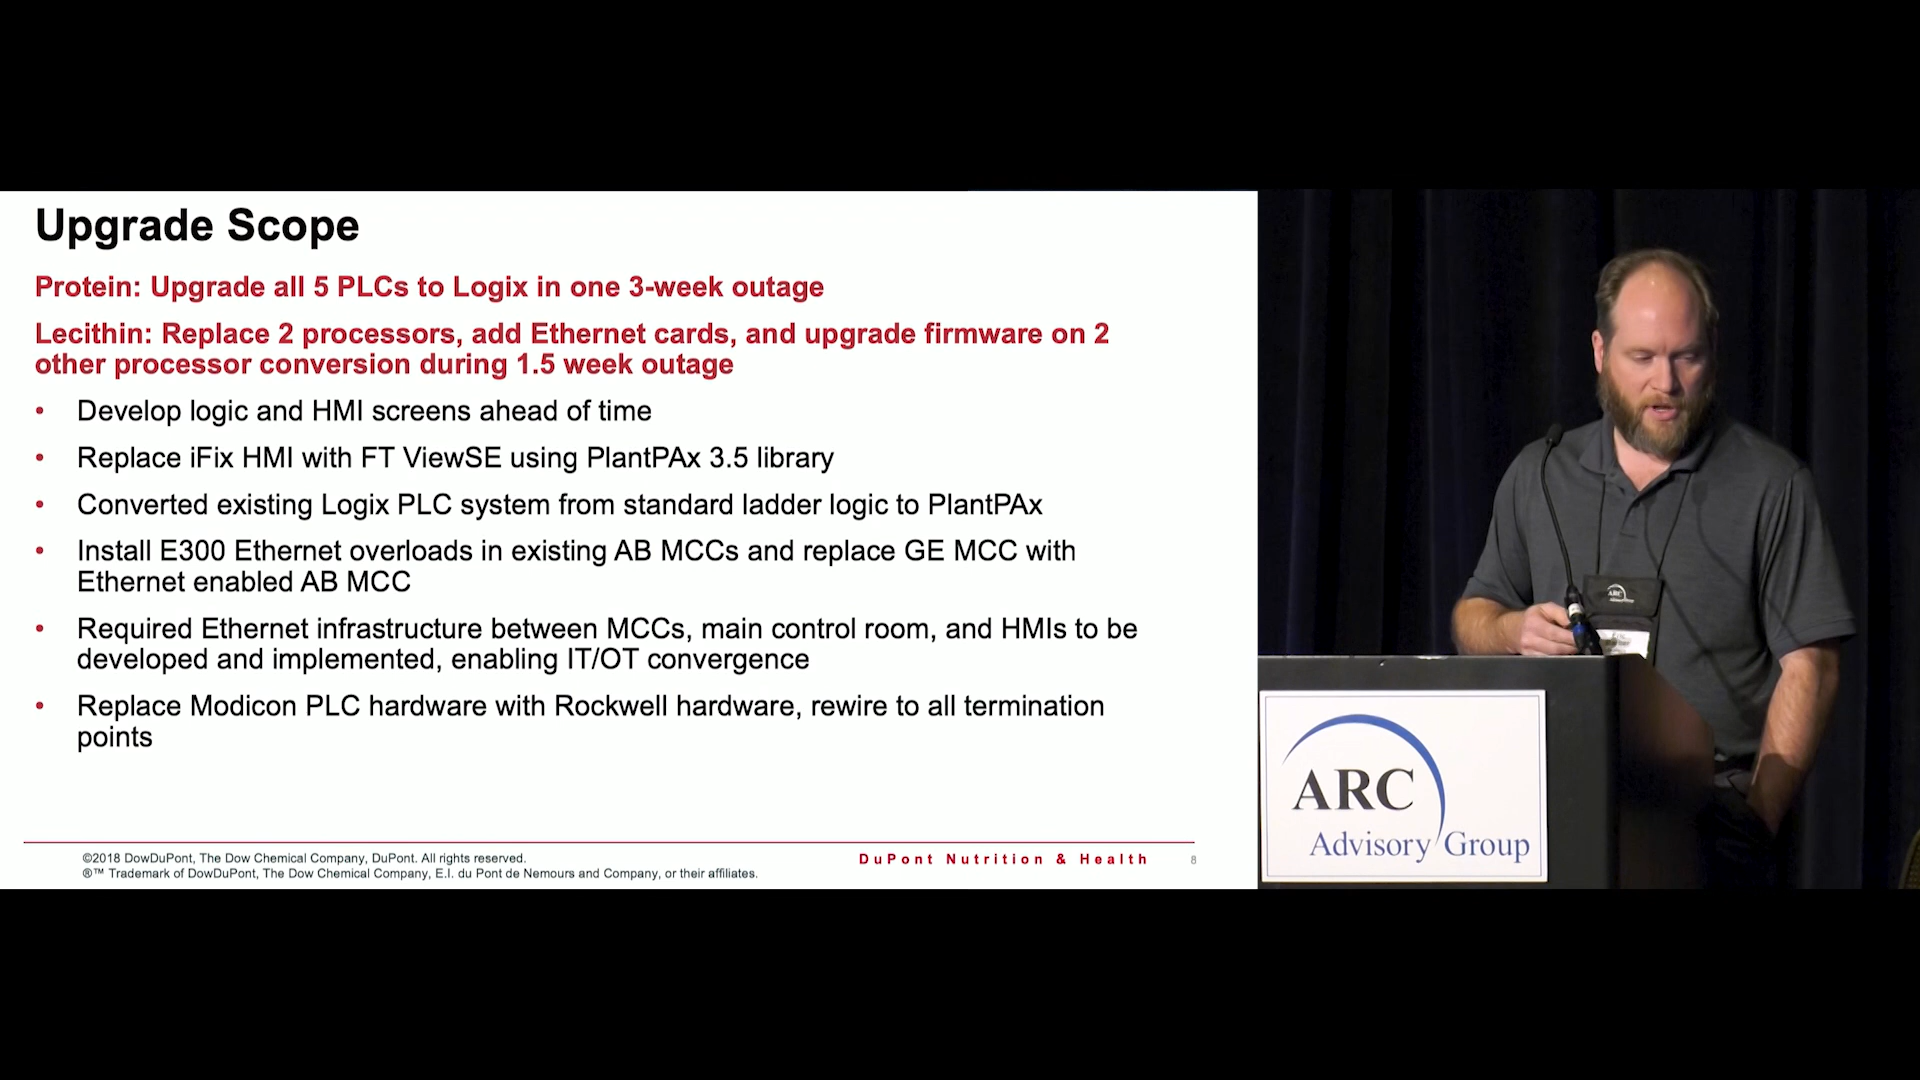 Upgrade Scope
Protein: Upgrade all 5 PLCs to Logix in one 3-week outage
Lecithin: Replace 2 processors, add Ethernet cards, and upgrade firmware on 2
other processor conversion during 1.5 week outage
• Develop logic and HMI screens ahead of time
• Replace iFix HMI with FT ViewSE using PlantPAx 3.5 library
• Converted existing Logix PLC system from standard ladder logic to PlantPAx
• Install E300 Ethernet overloads in existing AB MCCs and replace GE MCC with
Ethernet enabled AB MCC
• Required Ethernet infrastructure between MCCs, main control room, and HMIs to be
developed and implemented, enabling IT/OT convergence
• Replace Modicon PLC hardware with Rockwell hardware, rewire to all termination
points
©2018 DowDuPont, The Dow Chemical Company, DuPont. All rights reserved.
®™ Trademark of DowDuPont, The Dow Chemical Company, E.I. du Pont de Nemours and Company, or their affiliates.
DuPont Nutrition & Health
8
ARC
ARC
Advisory Group